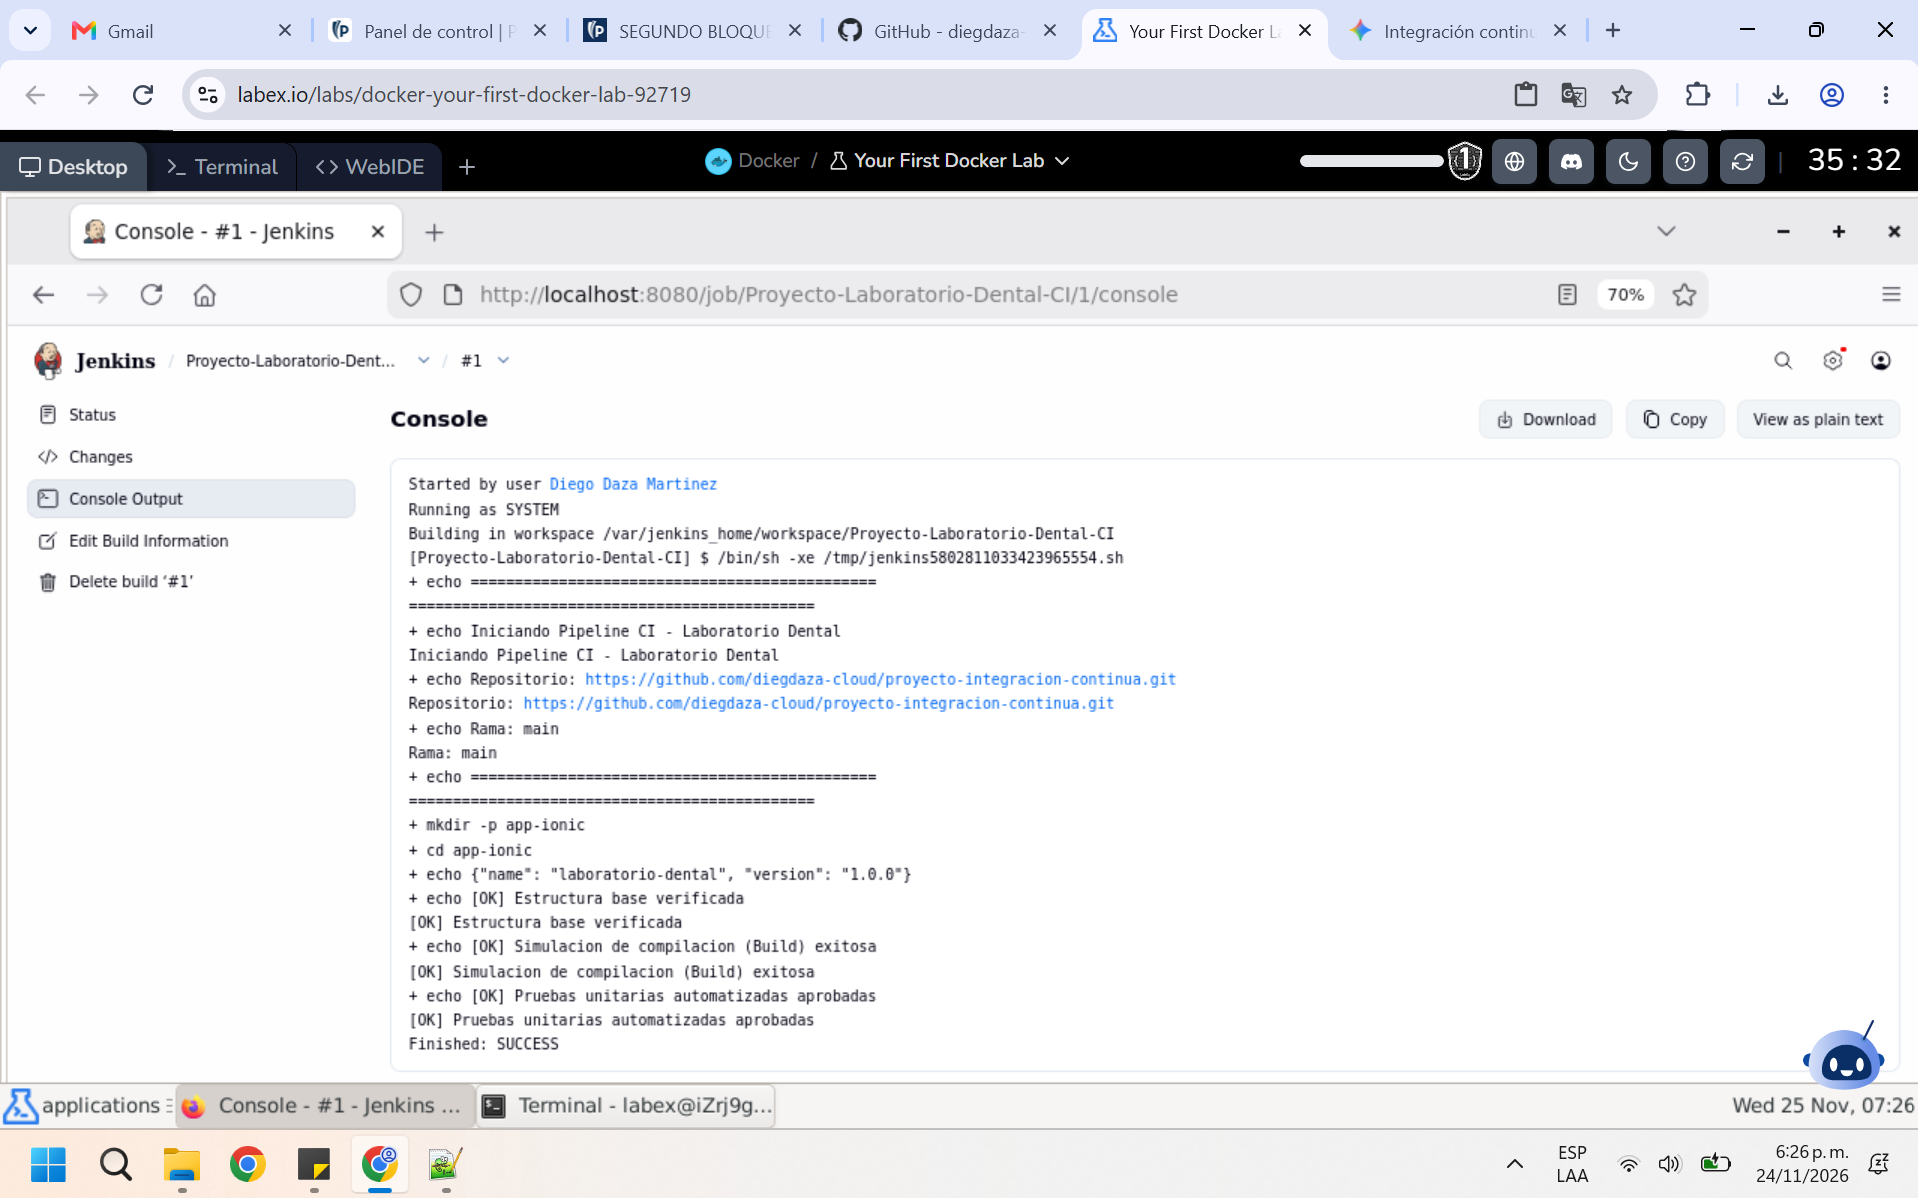 Gmail
Panel de control | P
SEGUNDO BLOQUE
GitHub - diegdaza-
Your First Docker La
Integración continu
labex.io/labs/docker-your-first-docker-lab-92719
Desktop
>_ Terminal
<> WebIDE
+
Docker / Your First Docker Lab
1
35 : 32
Console - #1 - Jenkins
http://localhost:8080/job/Proyecto-Laboratorio-Dental-CI/1/console
70%
Jenkins / Proyecto-Laboratorio-Dent... / #1
Status
Changes
Console Output
Edit Build Information
Delete build ‘#1’
Console
Download
Copy
View as plain text
Started by user Diego Daza Martinez
Running as SYSTEM
Building in workspace /var/jenkins_home/workspace/Proyecto-Laboratorio-Dental-CI
[Proyecto-Laboratorio-Dental-CI] $ /bin/sh -xe /tmp/jenkins5802811033423965554.sh
+ echo ==============================================
==============================================
+ echo Iniciando Pipeline CI - Laboratorio Dental
Iniciando Pipeline CI - Laboratorio Dental
+ echo Repositorio: https://github.com/diegdaza-cloud/proyecto-integracion-continua.git
Repositorio: https://github.com/diegdaza-cloud/proyecto-integracion-continua.git
+ echo Rama: main
Rama: main
+ echo ==============================================
==============================================
+ mkdir -p app-ionic
+ cd app-ionic
+ echo {"name": "laboratorio-dental", "version": "1.0.0"}
+ echo [OK] Estructura base verificada
[OK] Estructura base verificada
+ echo [OK] Simulacion de compilacion (Build) exitosa
[OK] Simulacion de compilacion (Build) exitosa
+ echo [OK] Pruebas unitarias automatizadas aprobadas
[OK] Pruebas unitarias automatizadas aprobadas
Finished: SUCCESS
applications
Console - #1 - Jenkins ...
Terminal - labex@iZrj9g...
Wed 25 Nov, 07:26
ESP
LAA
6:26 p. m.
24/11/2026